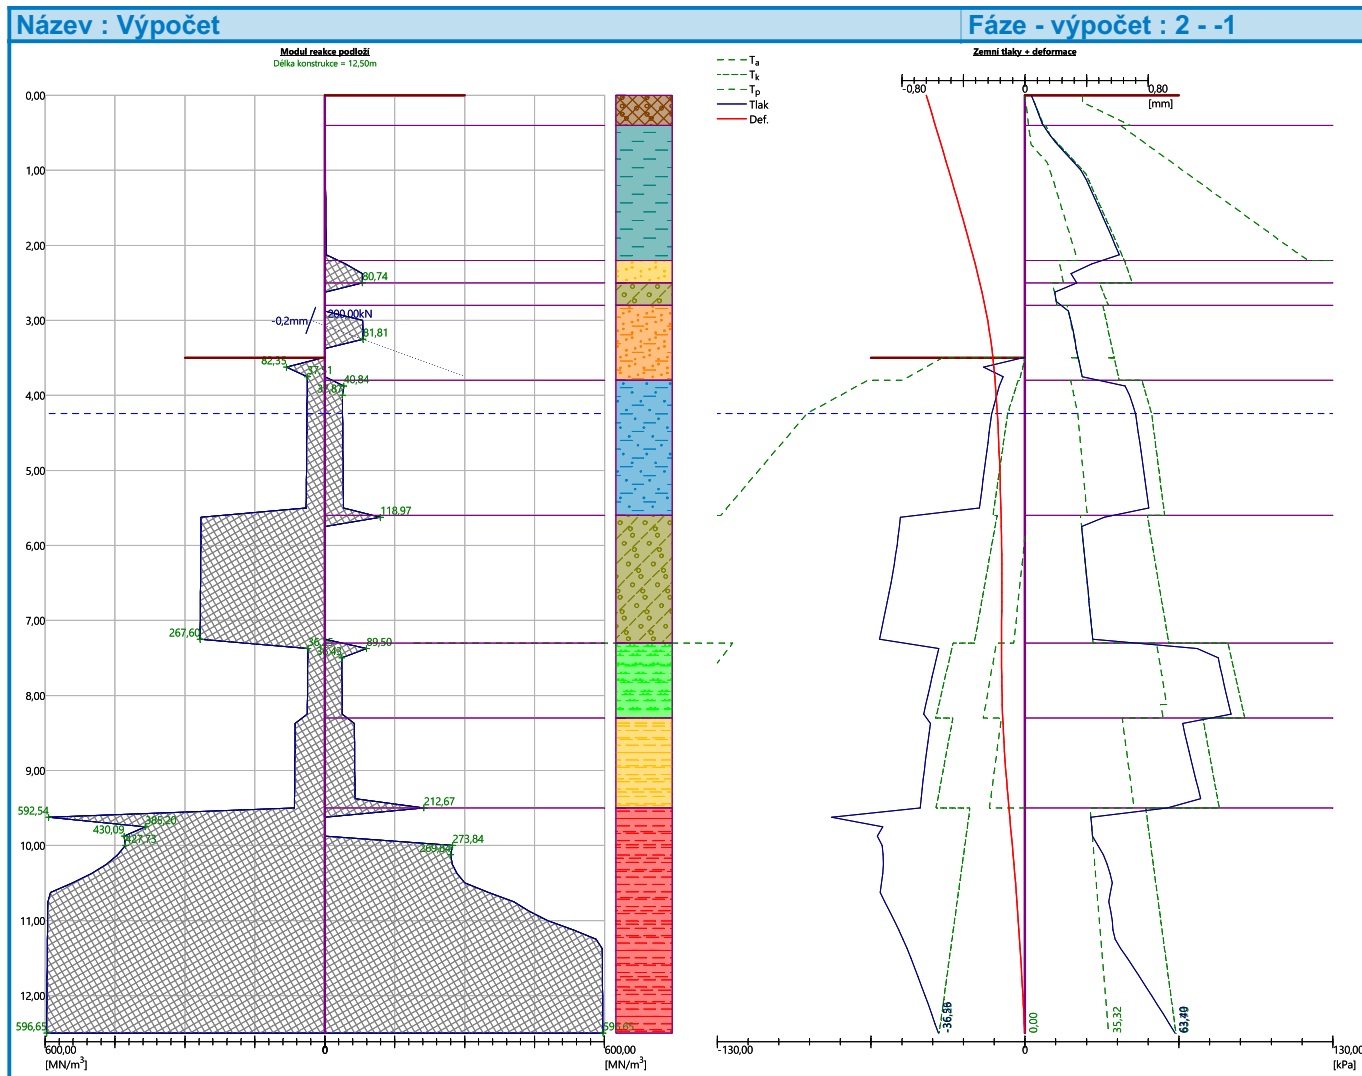 Název : Výpočet
Fáze - výpočet : 2 - -1
Modul reakce podloží
Délka konstrukce = 12,50m
Zemní tlaky + deformace
Ta
Tk
Tp
Tlak
Def.
-0,80
0
0,80
[mm]
0,00
1,00
2,00
80,74
200,00kN
-0,2mm
3,00
81,81
82,35
40,84
4,00
5,00
118,97
6,00
7,00
267,60
89,50
8,00
9,00
592,54
212,67
385,20
430,09
427,73
273,84
10,00
11,00
12,00
596,65
0,00
35,32
600,00
0
600,00
[MN/m³]
[MN/m³]
-130,00
0
130,00
[kPa]